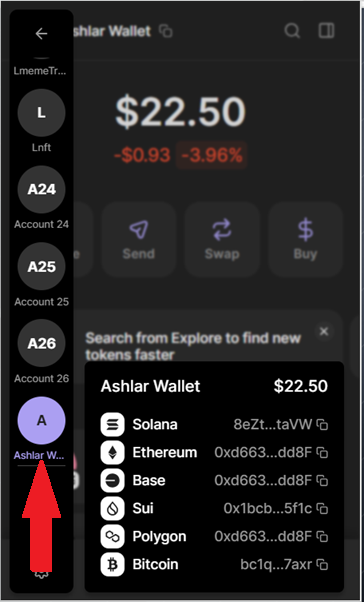 shlar Wallet
LmemeTr...
L
Lnft
A24
Account 24
A25
Account 25
A26
Account 26
A
Ashlar W...
$22.50
-$0.93 -3.96%
e
Send
Swap
Buy
Search from Explore to find new
tokens faster
Ashlar Wallet $22.50
Solana 8eZt...taVW
Ethereum 0xd663...dd8F
Base 0xd663...dd8F
Sui 0x1bcb...5f1c
Polygon 0xd663...dd8F
Bitcoin bc1q...7axr